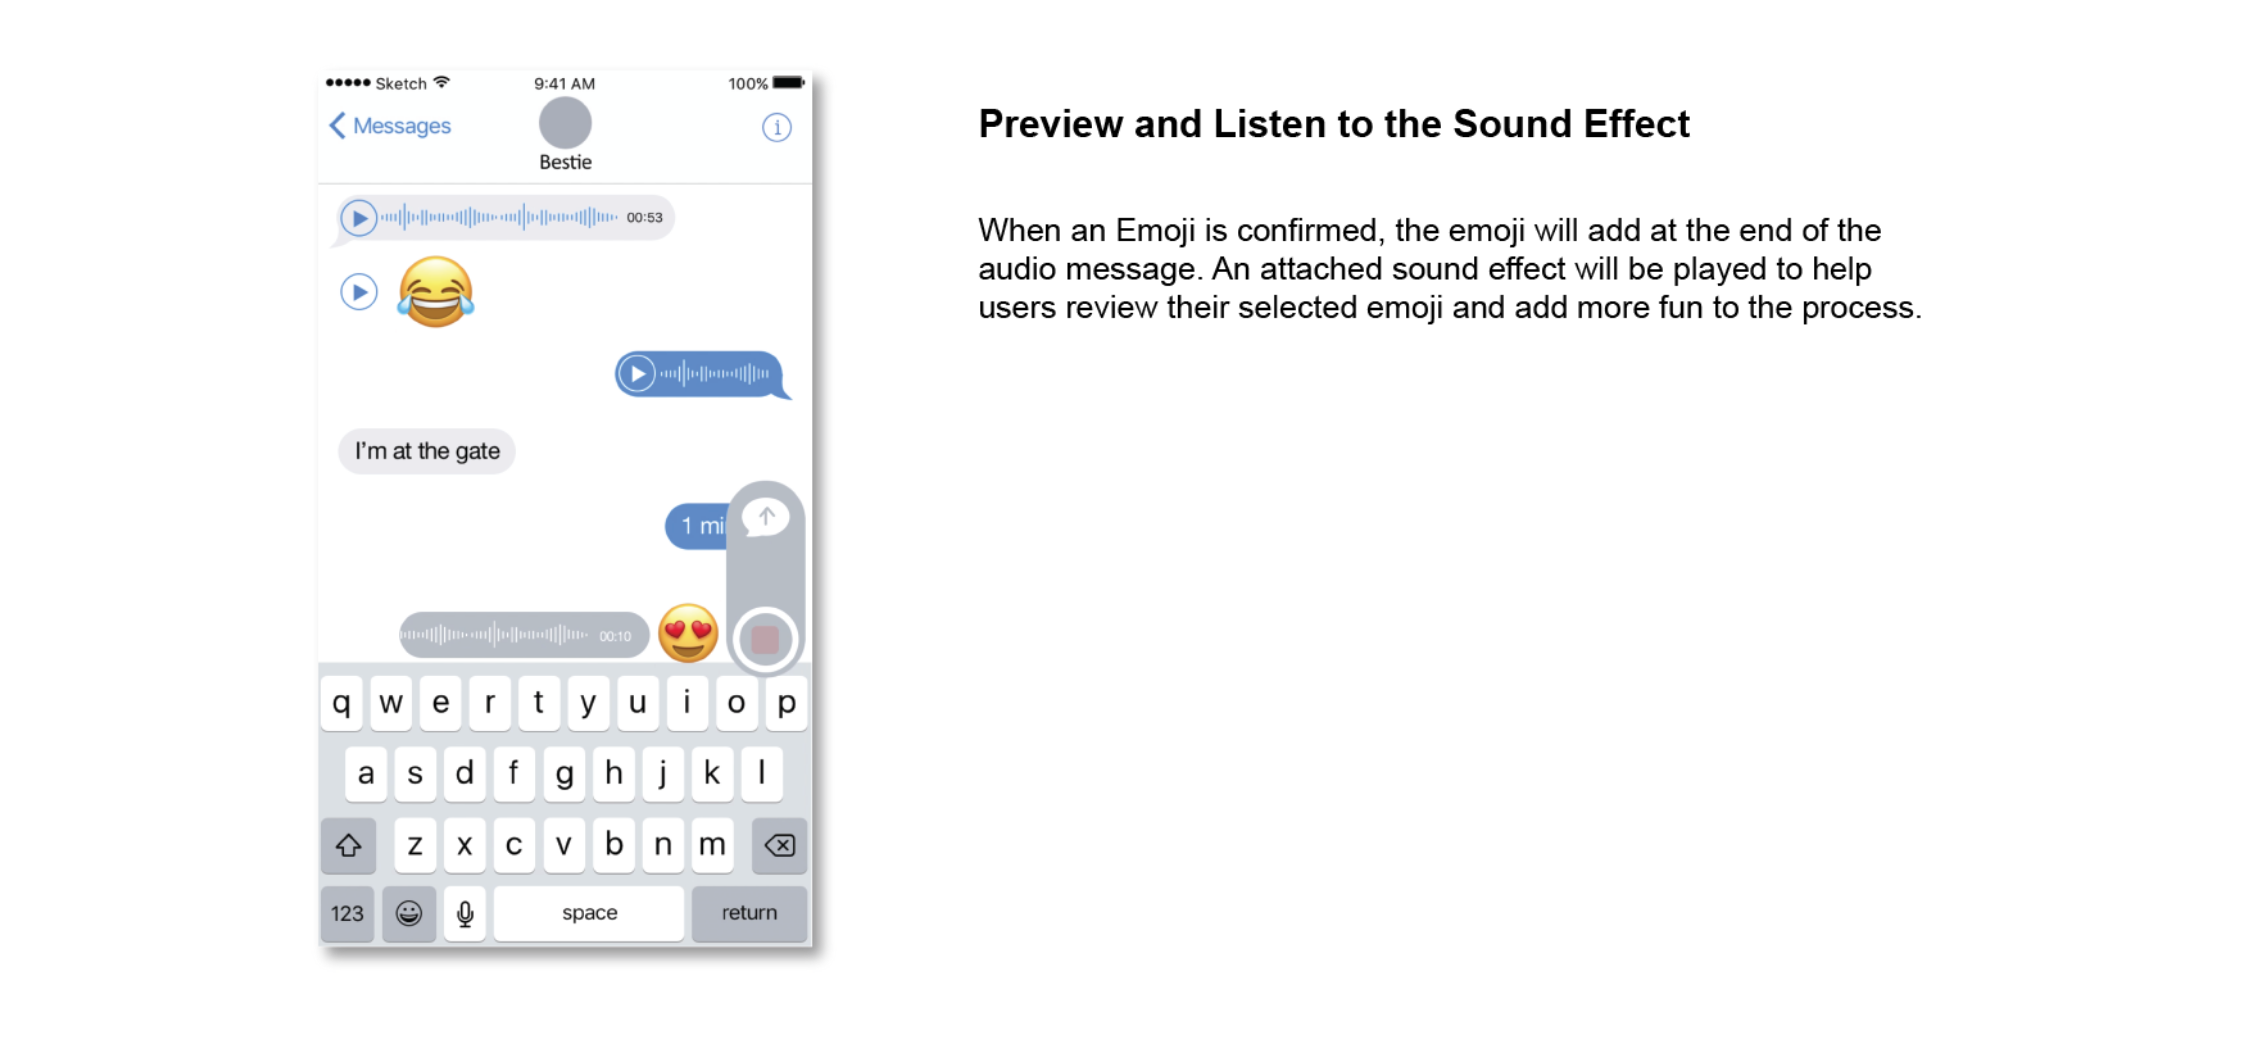 Sketch 9:41 AM 100%
Messages
Bestie
00:53
I'm at the gate
1 mi
00:10
q w e r t y u i o p
a s d f g h j k l
z x c v b n m
123 space return
Preview and Listen to the Sound Effect
When an Emoji is confirmed, the emoji will add at the end of the
audio message. An attached sound effect will be played to help
users review their selected emoji and add more fun to the process.